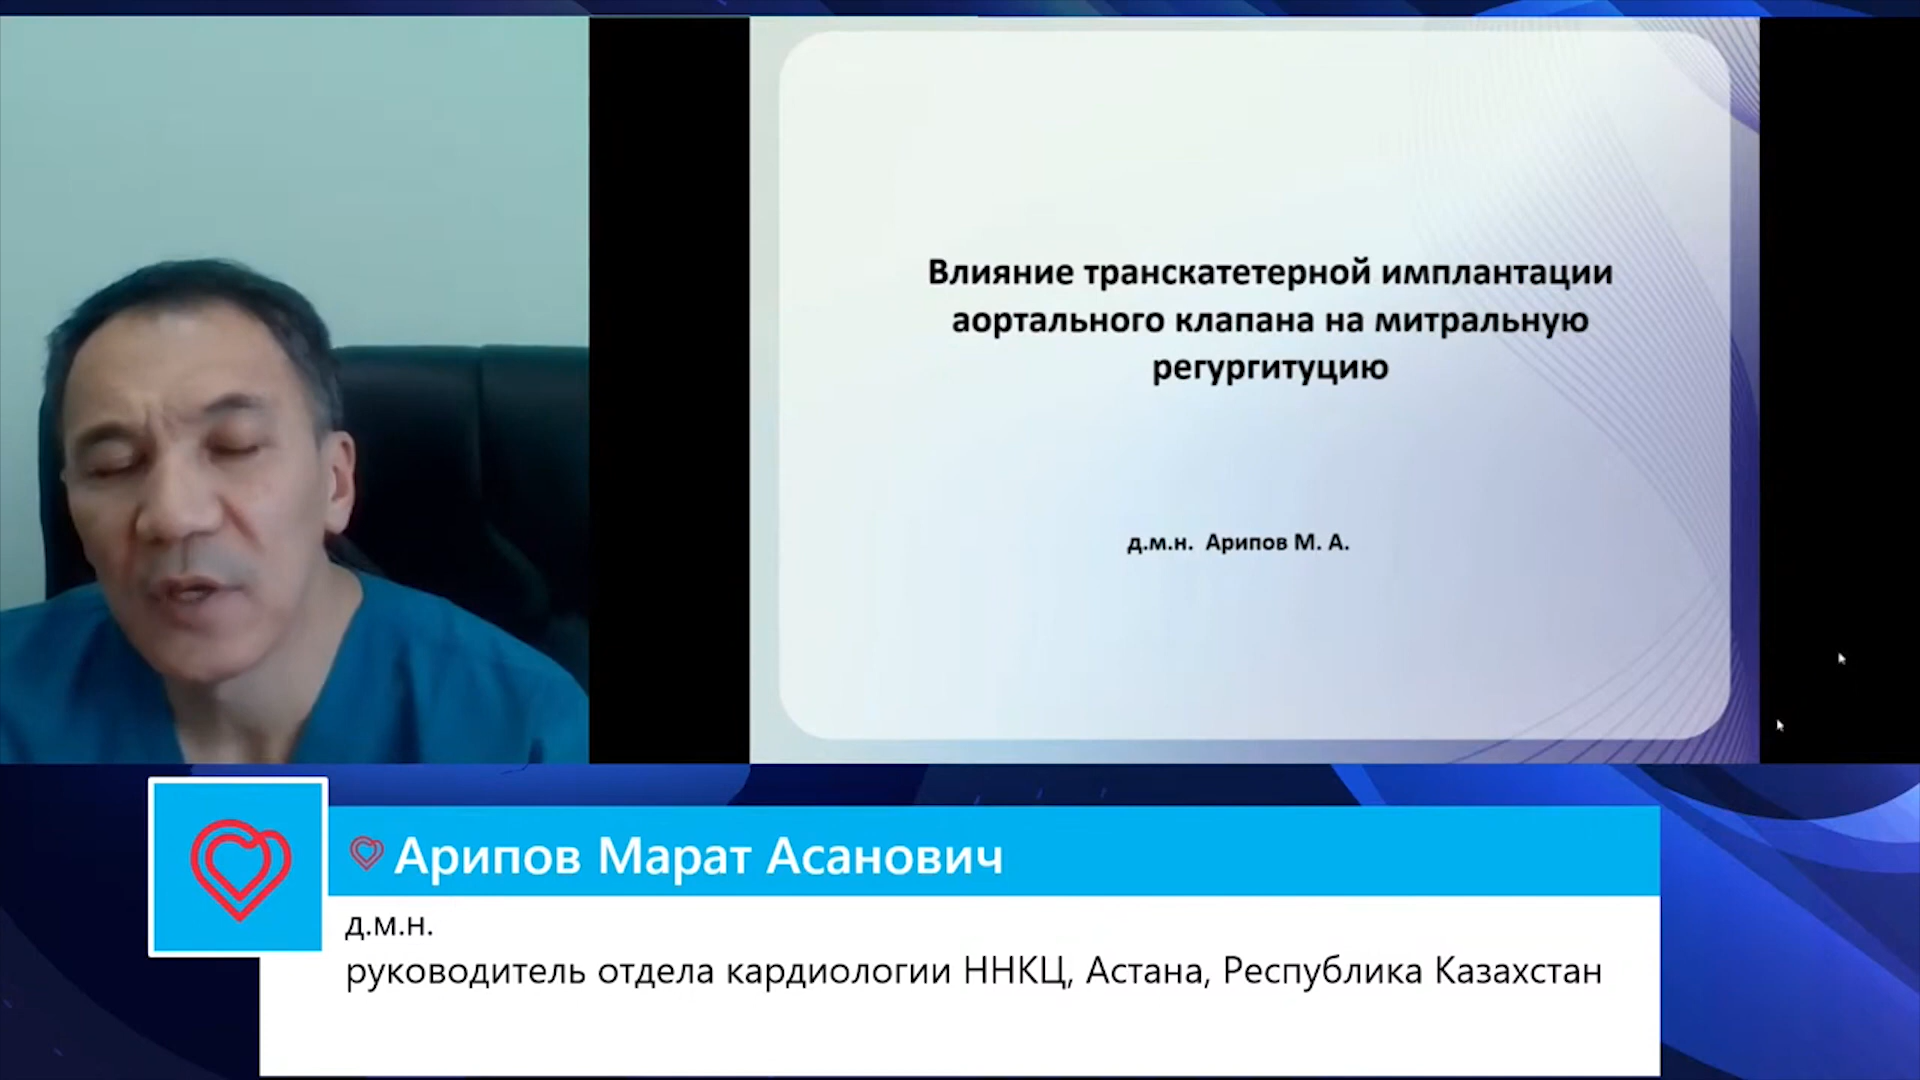 Влияние транскатетерной имплантации
аортального клапана на митральную
регургитуцию
д.м.н. Арипов М. А.
Арипов Марат Асанович
д.м.н.
руководитель отдела кардиологии ННКЦ, Астана, Республика Казахстан